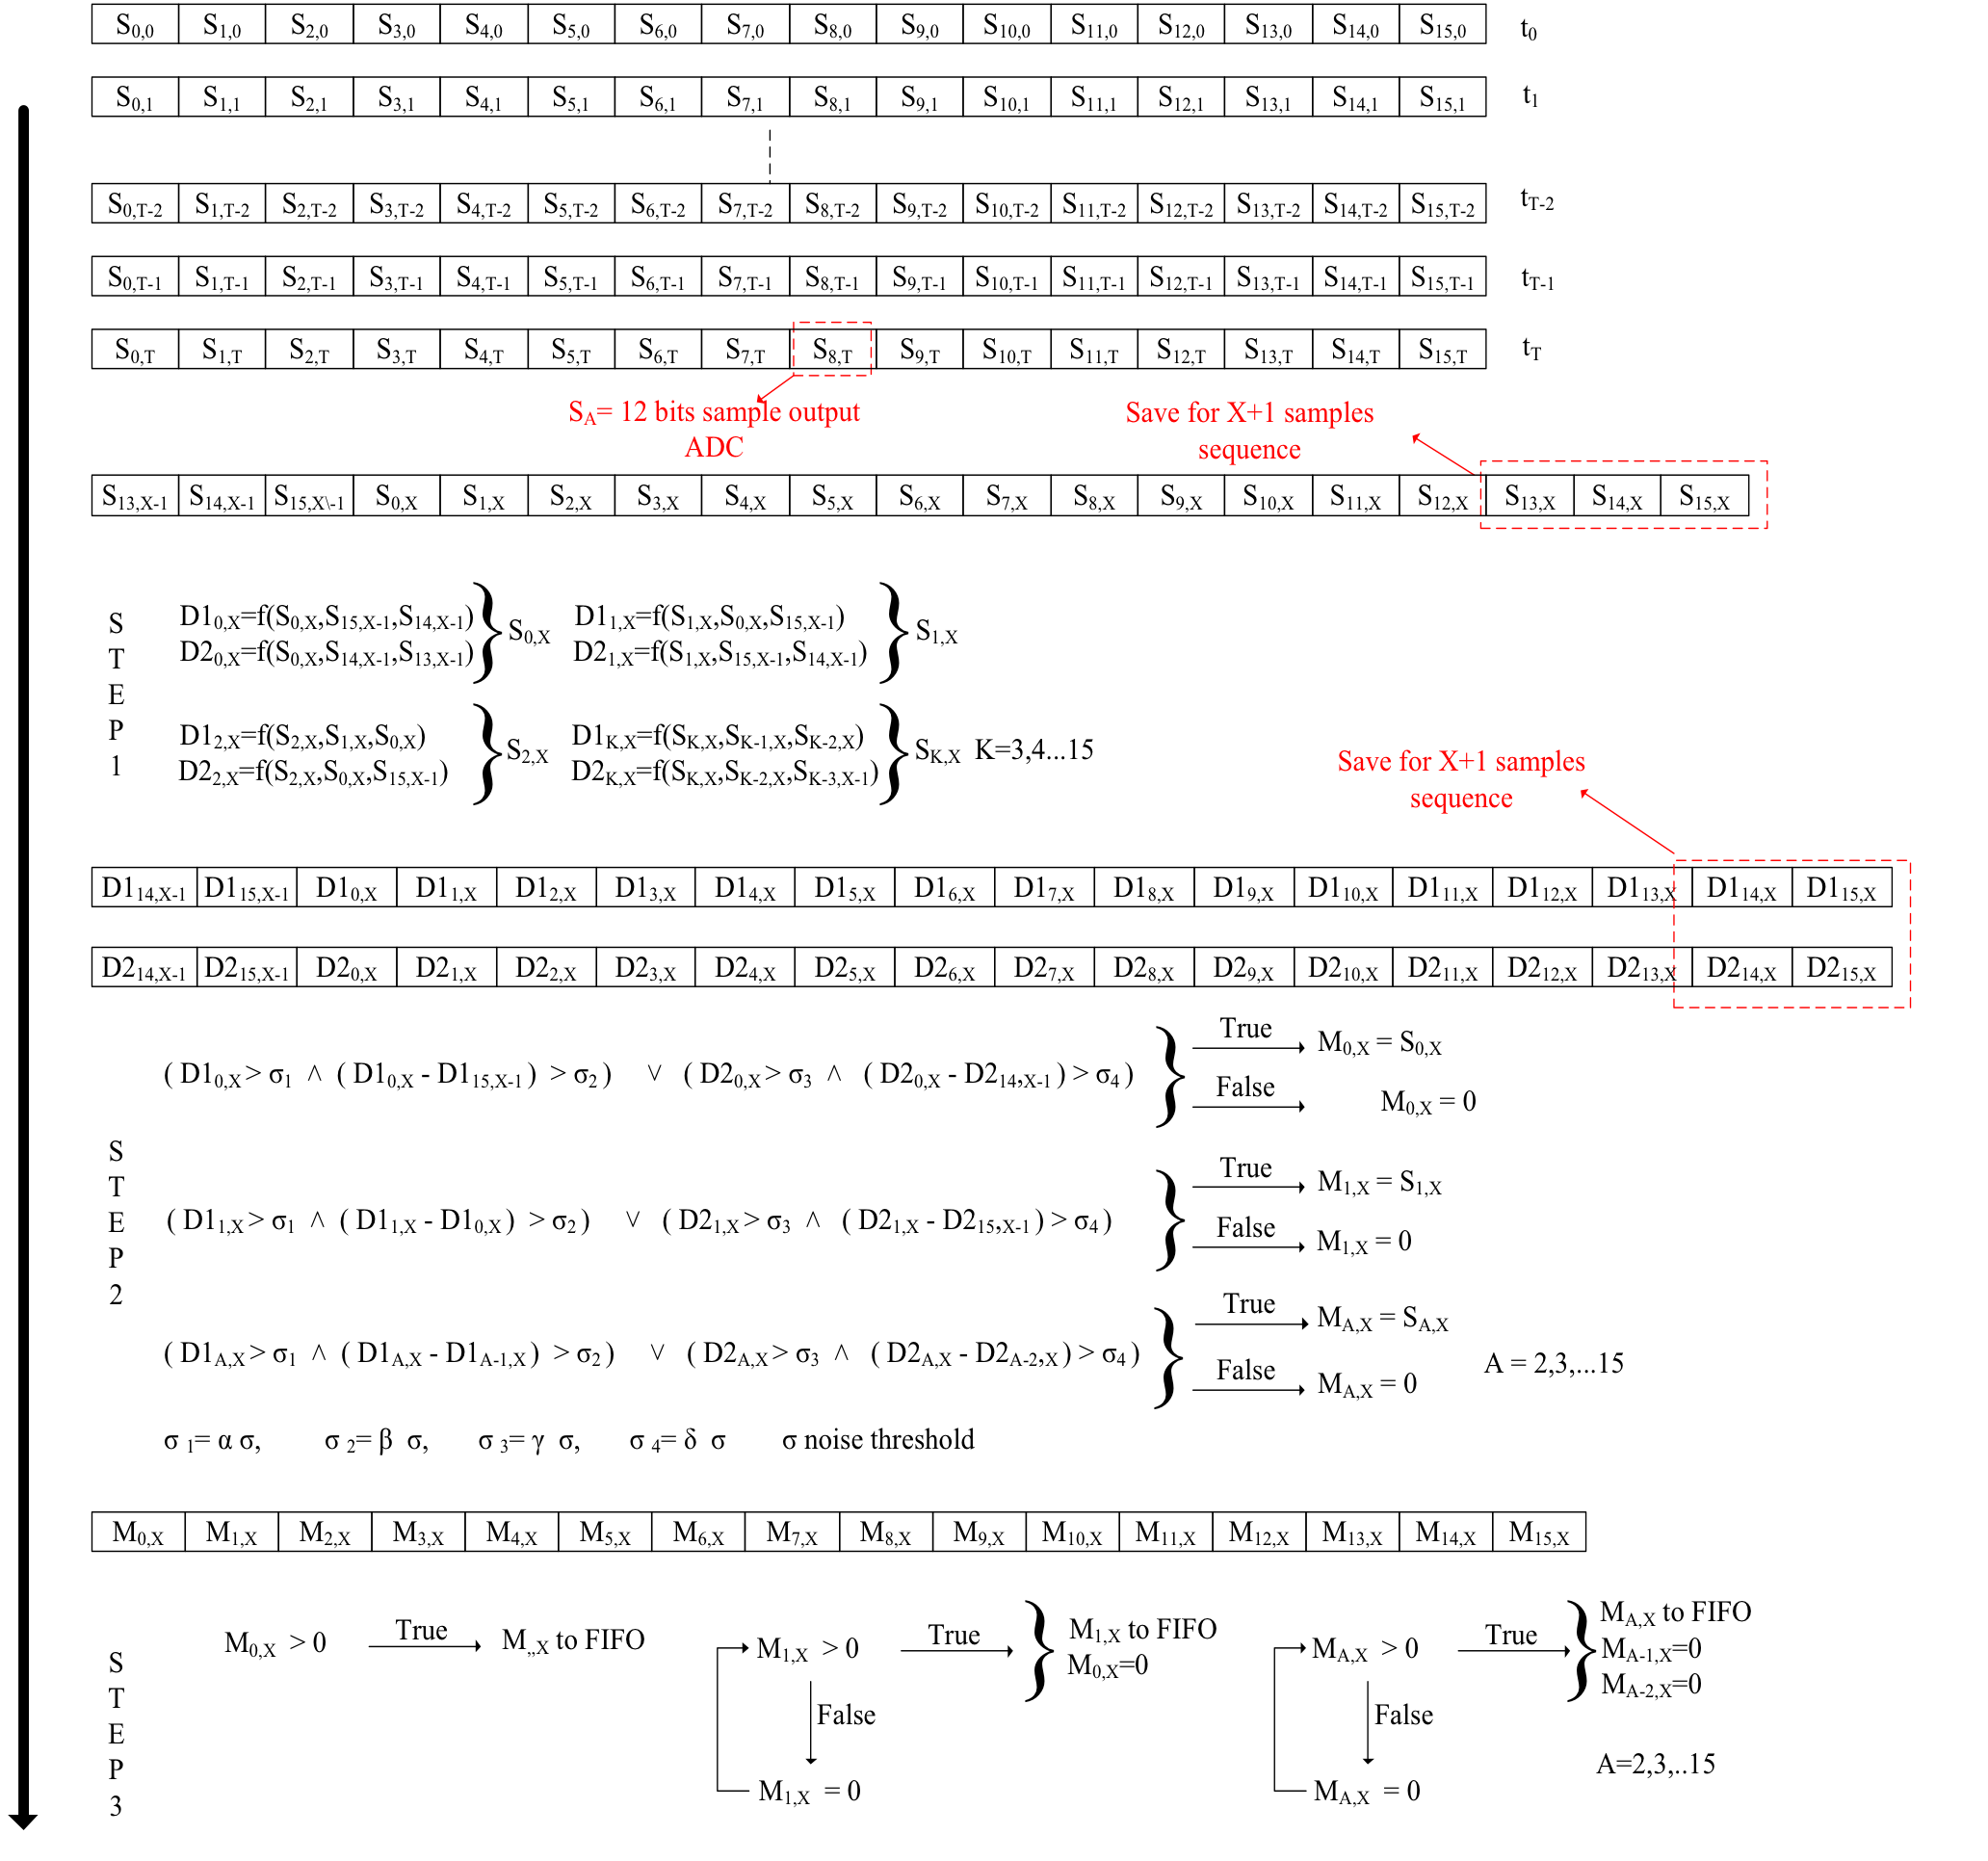 S0,0 S1,0 S2,0 S3,0 S4,0 S5,0 S6,0 S7,0 S8,0 S9,0 S10,0 S11,0 S12,0 S13,0 S14,0 S15,0 t0
S0,1 S1,1 S2,1 S3,1 S4,1 S5,1 S6,1 S7,1 S8,1 S9,1 S10,1 S11,1 S12,1 S13,1 S14,1 S15,1 t1
S0,T-2 S1,T-2 S2,T-2 S3,T-2 S4,T-2 S5,T-2 S6,T-2 S7,T-2 S8,T-2 S9,T-2 S10,T-2 S11,T-2 S12,T-2 S13,T-2 S14,T-2 S15,T-2 tT-2
S0,T-1 S1,T-1 S2,T-1 S3,T-1 S4,T-1 S5,T-1 S6,T-1 S7,T-1 S8,T-1 S9,T-1 S10,T-1 S11,T-1 S12,T-1 S13,T-1 S14,T-1 S15,T-1 tT-1
S0,T S1,T S2,T S3,T S4,T S5,T S6,T S7,T S8,T S9,T S10,T S11,T S12,T S13,T S14,T S15,T tT
SA= 12 bits sample output
ADC
Save for X+1 samples
sequence
S13,X-1 S14,X-1 S15,X\-1 S0,X S1,X S2,X S3,X S4,X S5,X S6,X S7,X S8,X S9,X S10,X S11,X S12,X S13,X S14,X S15,X
STEP1
D10,X=f(S0,X,S15,X-1,S14,X-1)
D20,X=f(S0,X,S14,X-1,S13,X-1)
} S0,X
D11,X=f(S1,X,S0,X,S15,X-1)
D21,X=f(S1,X,S15,X-1,S14,X-1)
} S1,X
D12,X=f(S2,X,S1,X,S0,X)
D22,X=f(S2,X,S0,X,S15,X-1)
} S2,X
D1K,X=f(SK,X,SK-1,X,SK-2,X)
D2K,X=f(SK,X,SK-2,X,SK-3,X-1)
} SK,X K=3,4...15
Save for X+1 samples
sequence
D114,X-1 D115,X-1 D10,X D11,X D12,X D13,X D14,X D15,X D16,X D17,X D18,X D19,X D110,X D111,X D112,X D113,X D114,X D115,X
D214,X-1 D215,X-1 D20,X D21,X D22,X D23,X D24,X D25,X D26,X D27,X D28,X D29,X D210,X D211,X D212,X D213,X D214,X D215,X
STEP2
( D10,X > σ1 ∧ ( D10,X - D115,X-1 ) > σ2 ) ∨ ( D20,X > σ3 ∧ ( D20,X - D214,X-1 ) > σ4 ) }
True M0,X = S0,X
False M0,X = 0
( D11,X > σ1 ∧ ( D11,X - D10,X ) > σ2 ) ∨ ( D21,X > σ3 ∧ ( D21,X - D215,X-1 ) > σ4 ) }
True M1,X = S1,X
False M1,X = 0
( D1A,X > σ1 ∧ ( D1A,X - D1A-1,X ) > σ2 ) ∨ ( D2A,X > σ3 ∧ ( D2A,X - D2A-2,X ) > σ4 ) }
True MA,X = SA,X
False MA,X = 0
A = 2,3,...15
σ 1= α σ, σ 2= β σ, σ 3= γ σ, σ 4= δ σ σ noise threshold
M0,X M1,X M2,X M3,X M4,X M5,X M6,X M7,X M8,X M9,X M10,X M11,X M12,X M13,X M14,X M15,X
STEP3
M0,X > 0 True M,,X to FIFO
M1,X > 0 True } M1,X to FIFO
M0,X=0
False
M1,X = 0
MA,X > 0 True } MA,X to FIFO
MA-1,X=0
MA-2,X=0
False
MA,X = 0
A=2,3,..15